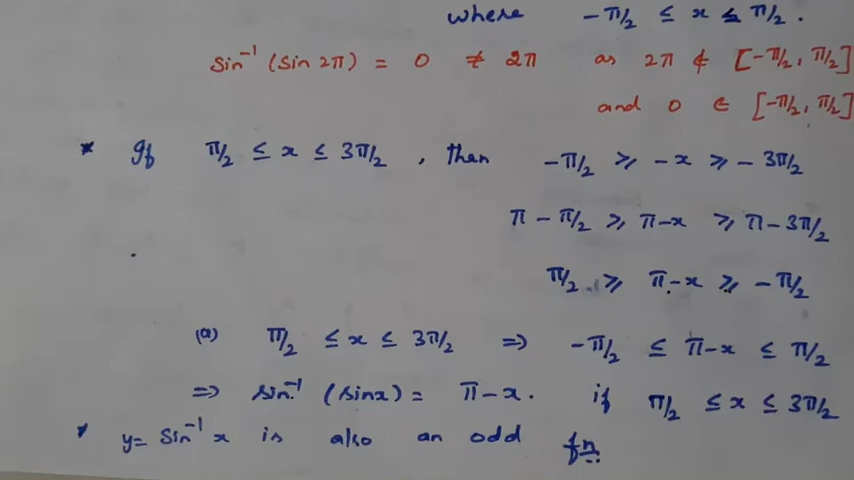 where -π/2 ≤ x ≤ π/2.
sin⁻¹ (sin 2π) = 0 ≠ 2π as 2π ∉ [-π/2, π/2]
and 0 ∈ [-π/2, π/2]
* If π/2 ≤ x ≤ 3π/2, then -π/2 ≥ -x ≥ -3π/2
π - π/2 ≥ π-x ≥ π-3π/2
π/2 ≥ π-x ≥ -π/2
(a) π/2 ≤ x ≤ 3π/2 ⇒ -π/2 ≤ π-x ≤ π/2
⇒ sin⁻¹ (sinx) = π-x. if π/2 ≤ x ≤ 3π/2
* y= sin⁻¹ x is also an odd fn..